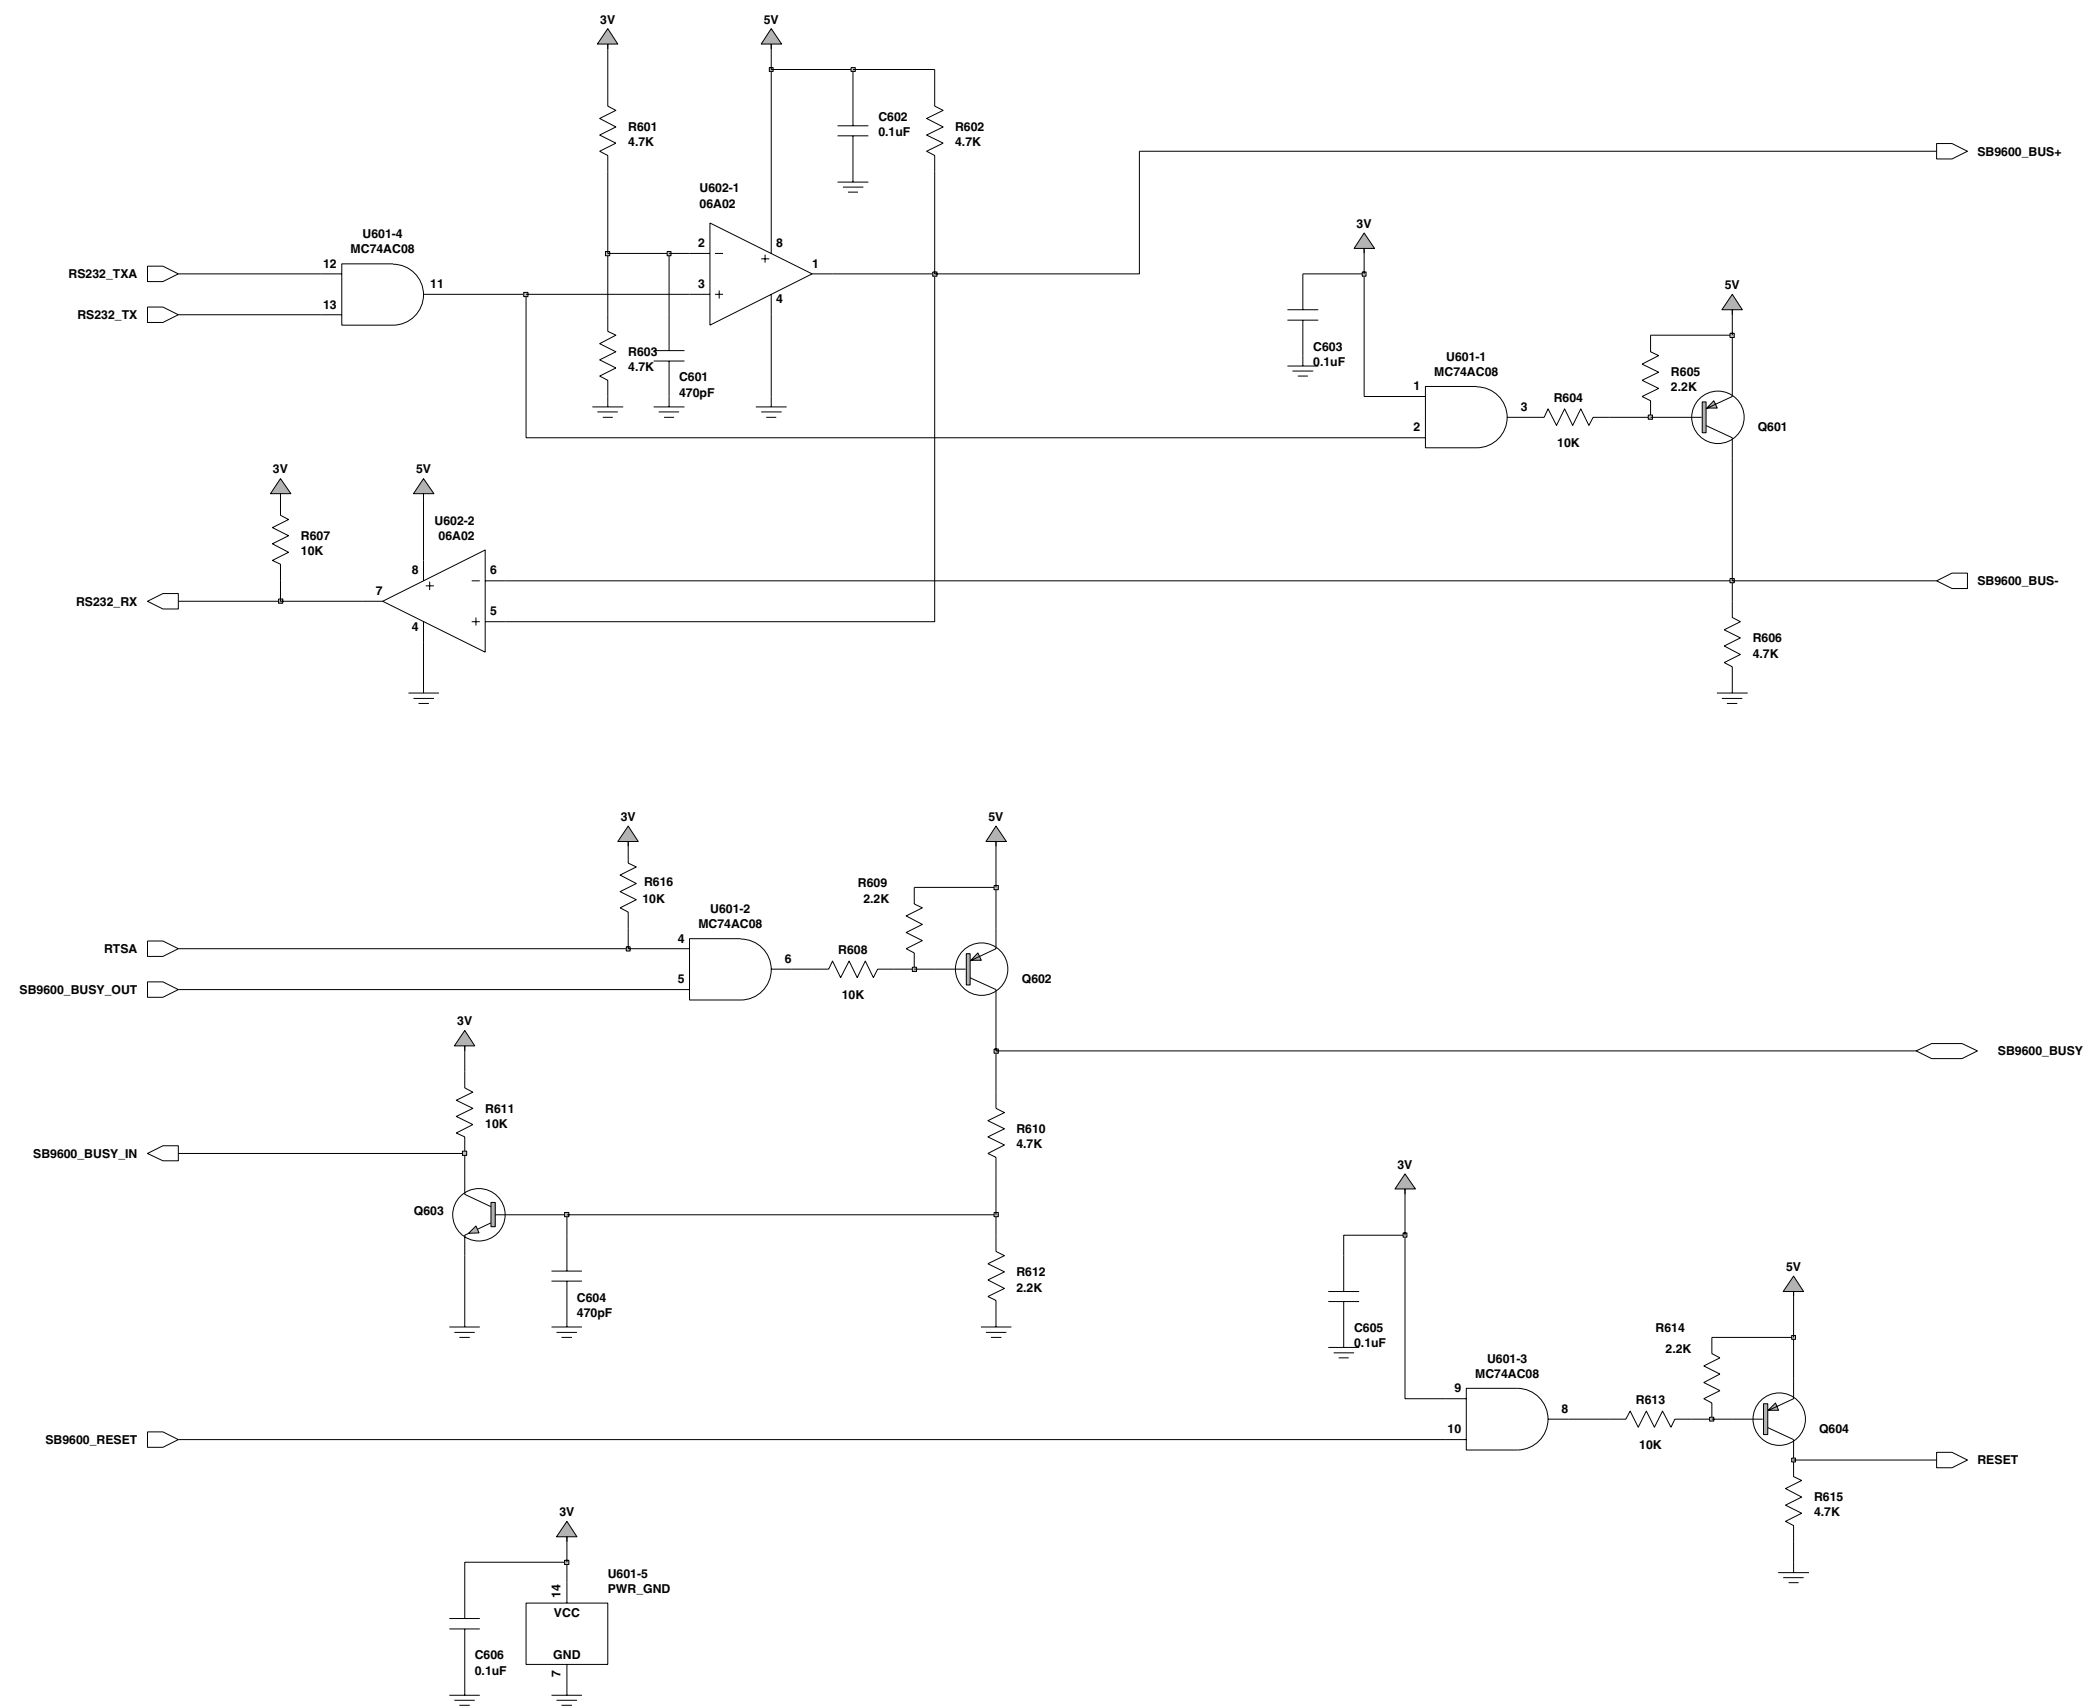 3V
5V
C602
0.1uF
R601
4.7K
R602
4.7K
SB9600_BUS+
U602-1
06A02
U601-4
MC74AC08
2
8
3V
RS232_TXA
12
−
+
1
11
3
+
4
RS232_TX
13
5V
R603
4.7K
C601
470pF
C603
0.1uF
U601-1
MC74AC08
R605
2.2K
1
R604
3
2
10K
Q601
3V
5V
U602-2
06A02
R607
10K
8
+
−
6
SB9600_BUS-
RS232_RX
7
5
4
+
R606
4.7K
3V
5V
R616
10K
R609
2.2K
U601-2
MC74AC08
RTSA
4
R608
6
Q602
SB9600_BUSY_OUT
5
10K
3V
SB9600_BUSY
R611
10K
R610
4.7K
SB9600_BUSY_IN
3V
Q603
R612
2.2K
5V
C604
470pF
C605
0.1uF
R614
2.2K
U601-3
MC74AC08
9
R613
8
Q604
SB9600_RESET
10
10K
RESET
R615
4.7K
3V
U601-5
PWR_GND
14
VCC
C606
0.1uF
GND
7